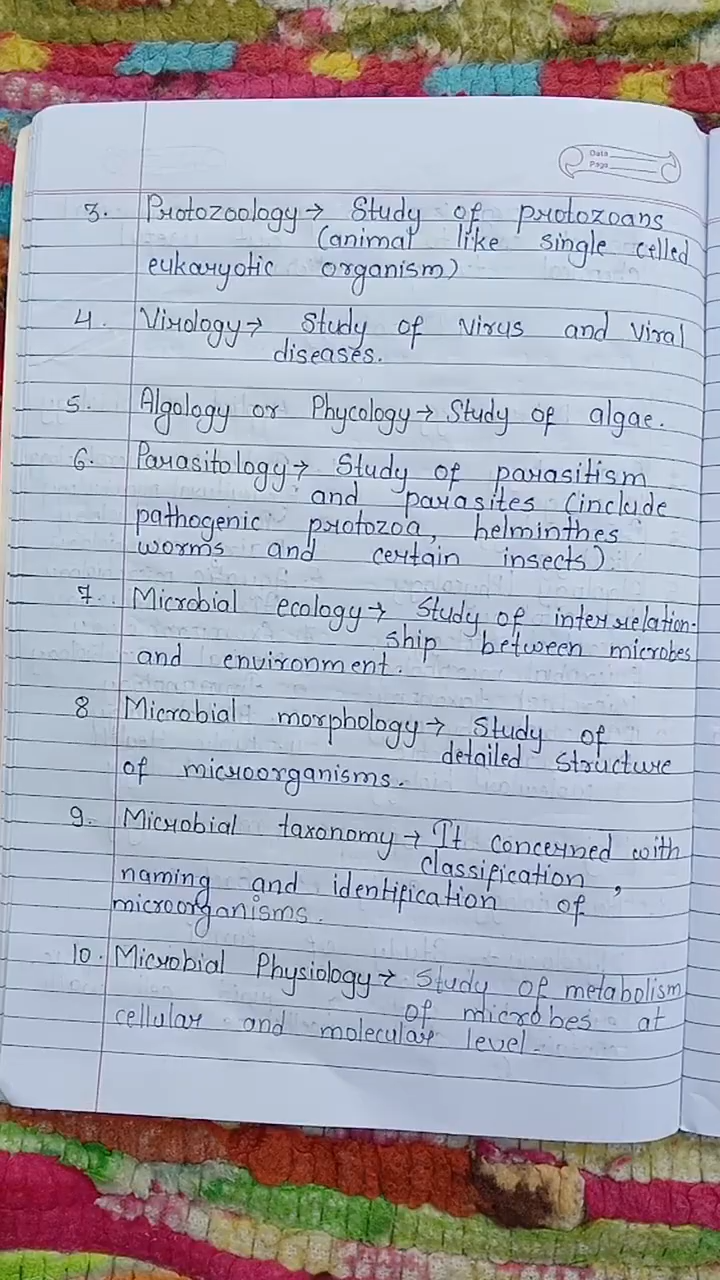 Data
Page
3. Protozoology → Study of protozoans
(animal like single celled
eukaryotic organism)
4. Virology → Study of virus and viral
diseases.
5. Algology or Phycology → Study of algae.
6. Parasitology → Study of parasitism
and parasites (include
pathogenic protozoa, helminthes
worms and certain insects)
7. Microbial ecology → Study of interrelation-
ship between microbes
and environment.
8 Microbial morphology → Study of
detailed structure
of microorganisms.
9. Microbial taxonomy → It concerned with
classification,
naming and identification of
microorganisms.
10. Microbial Physiology → Study of metabolism
of microbes at
cellular and molecular level.